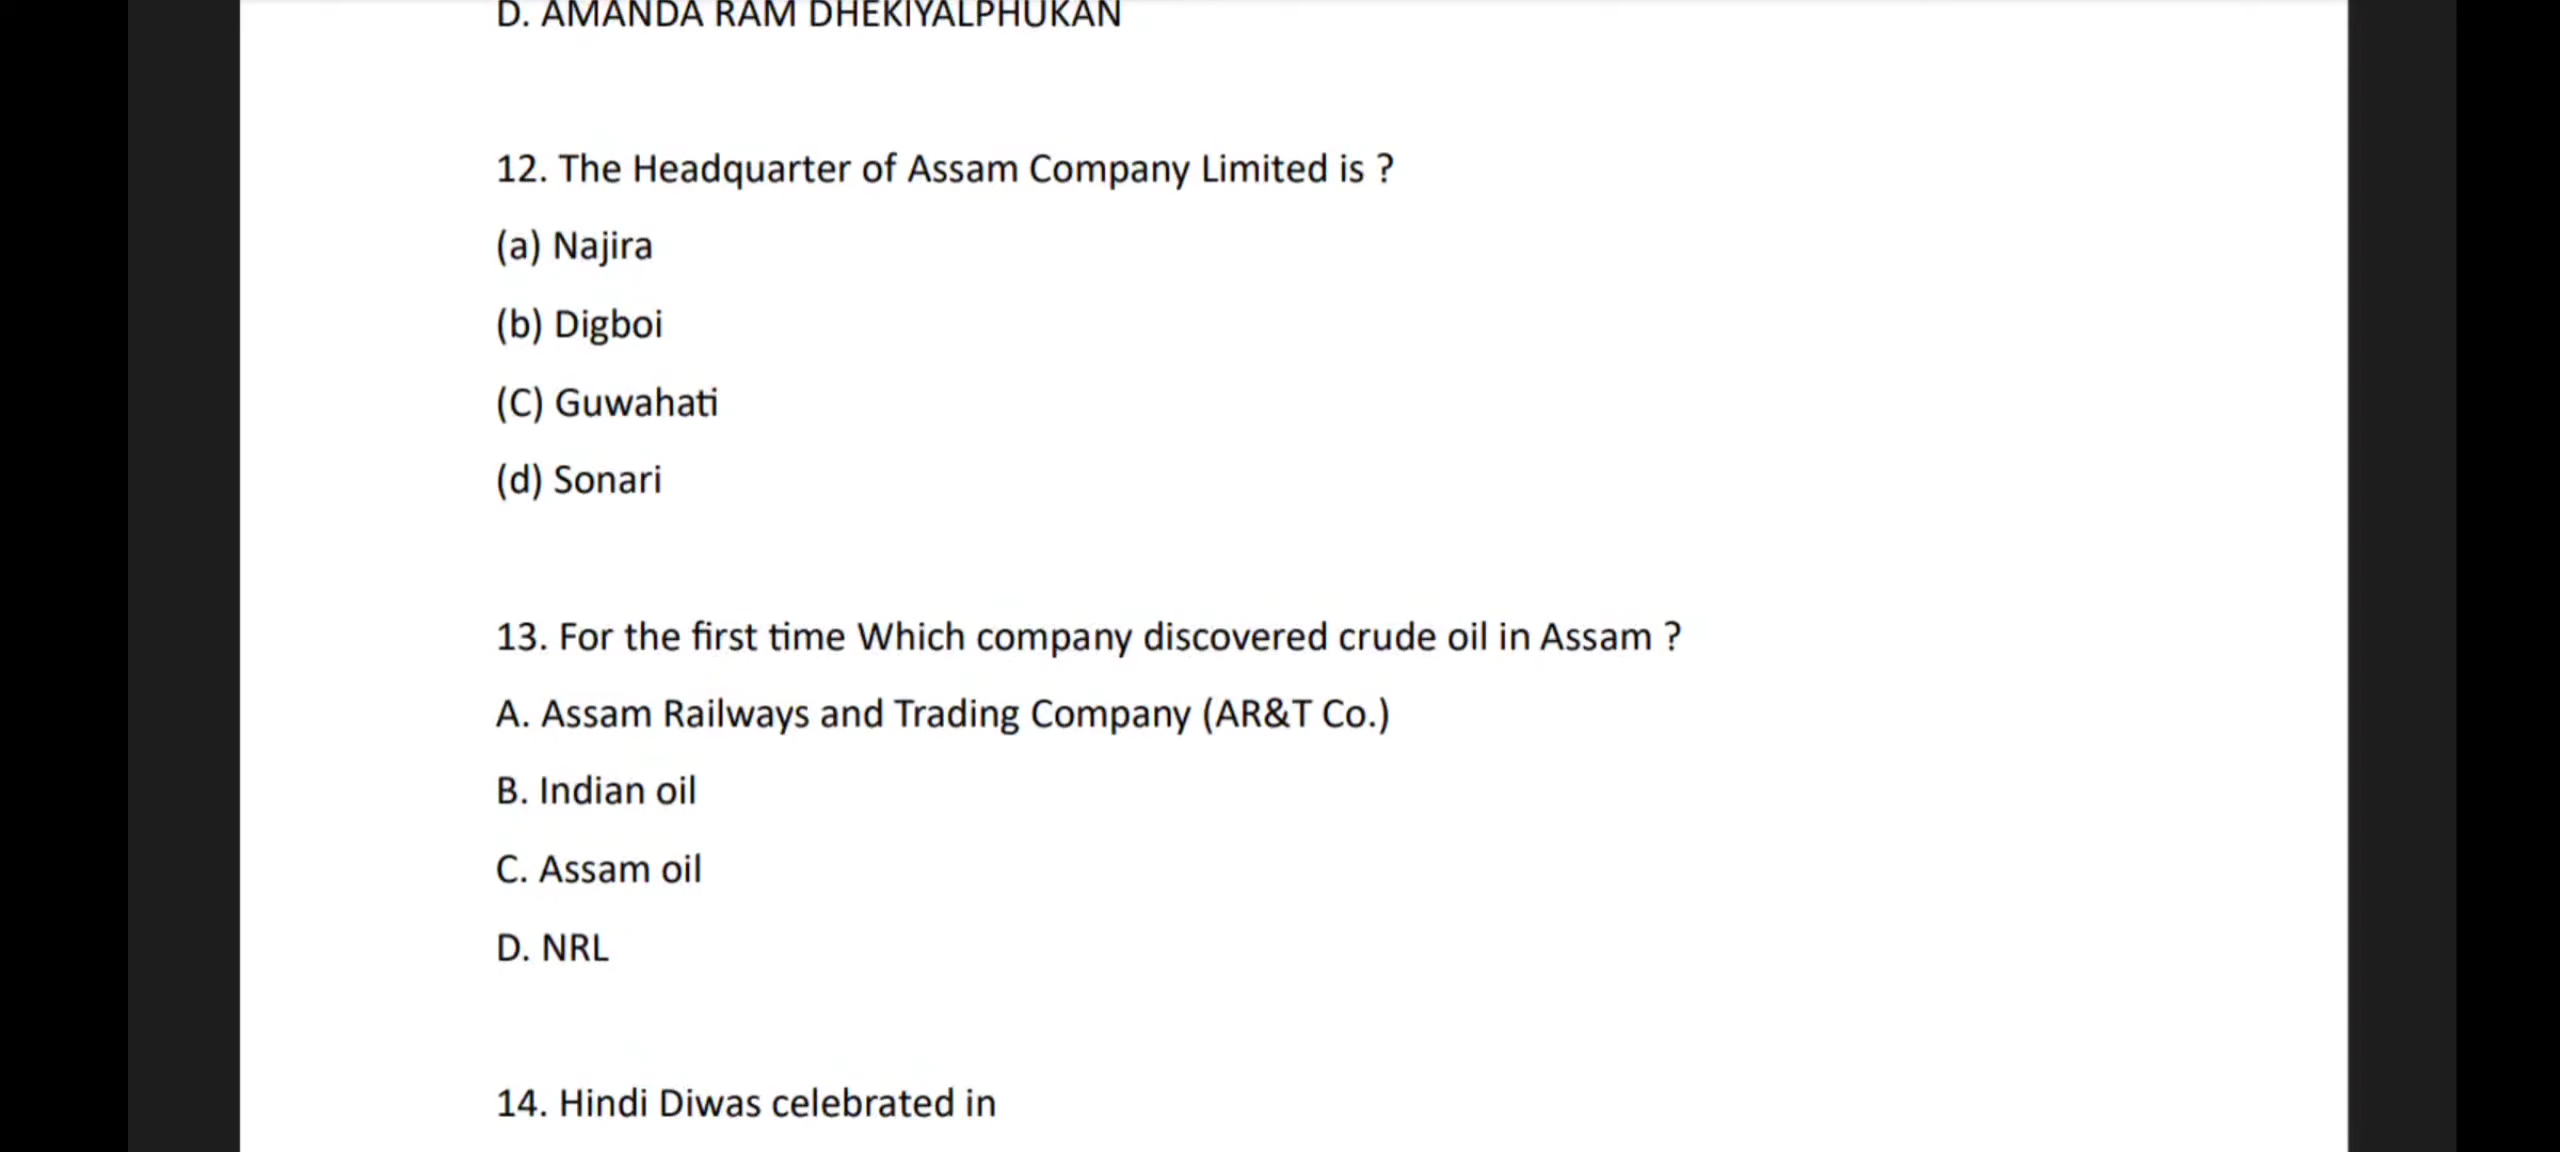 D. AMANDA RAM DHEKIYALPHUKAN
12. The Headquarter of Assam Company Limited is ?
(a) Najira
(b) Digboi
(C) Guwahati
(d) Sonari
13. For the first time Which company discovered crude oil in Assam ?
A. Assam Railways and Trading Company (AR&T Co.)
B. Indian oil
C. Assam oil
D. NRL
14. Hindi Diwas celebrated in